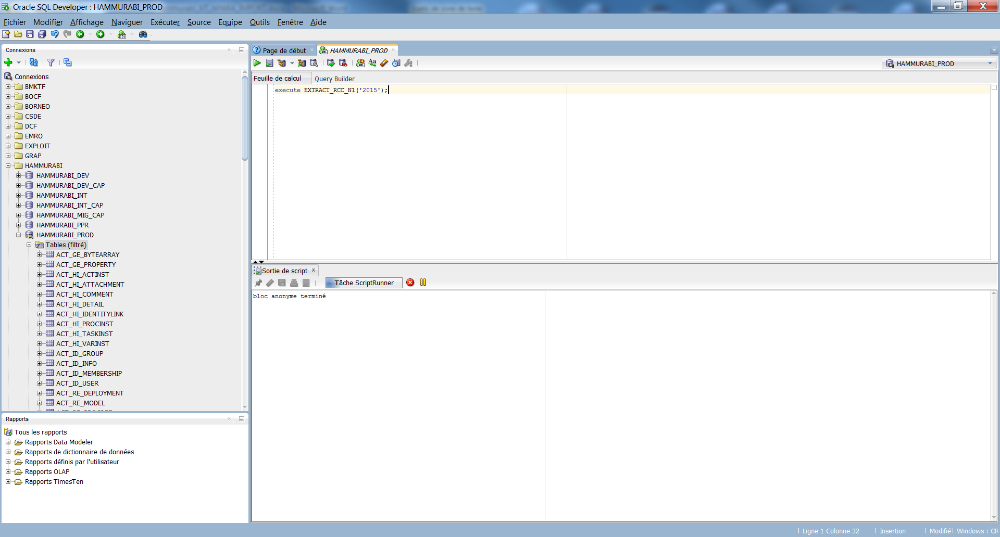 Oracle SQL Developer : HAMMURABI_PROD
Fichier Modifier Affichage Naviguer Exécuter Source Equipe Outils Fenêtre Aide
Connexions
Connexions
BMKTF
BOCF
BORNEO
CSDE
DCF
EMRO
EXPLOIT
GRAP
HAMMURABI
HAMMURABI_DEV
HAMMURABI_DEV_CAP
HAMMURABI_INT
HAMMURABI_INT_CAP
HAMMURABI_MIG_CAP
HAMMURABI_PPR
HAMMURABI_PROD
Tables (filtré)
ACT_GE_BYTEARRAY
ACT_GE_PROPERTY
ACT_HI_ACTINST
ACT_HI_ATTACHMENT
ACT_HI_COMMENT
ACT_HI_DETAIL
ACT_HI_IDENTITYLINK
ACT_HI_PROCINST
ACT_HI_TASKINST
ACT_HI_VARINST
ACT_ID_GROUP
ACT_ID_INFO
ACT_ID_MEMBERSHIP
ACT_ID_USER
ACT_RE_DEPLOYMENT
ACT_RE_MODEL
Rapports
Tous les rapports
Rapports Data Modeler
Rapports de dictionnaire de données
Rapports définis par l'utilisateur
Rapports OLAP
Rapports TimesTen
Page de début HAMMURABI_PROD
HAMMURABI_PROD
Feuille de calcul Query Builder
execute EXTRACT_RCC_N1('2015');
Sortie de script
Tâche ScriptRunner
bloc anonyme terminé
Ligne 1 Colonne 32 Insertion Modifié Windows : CR